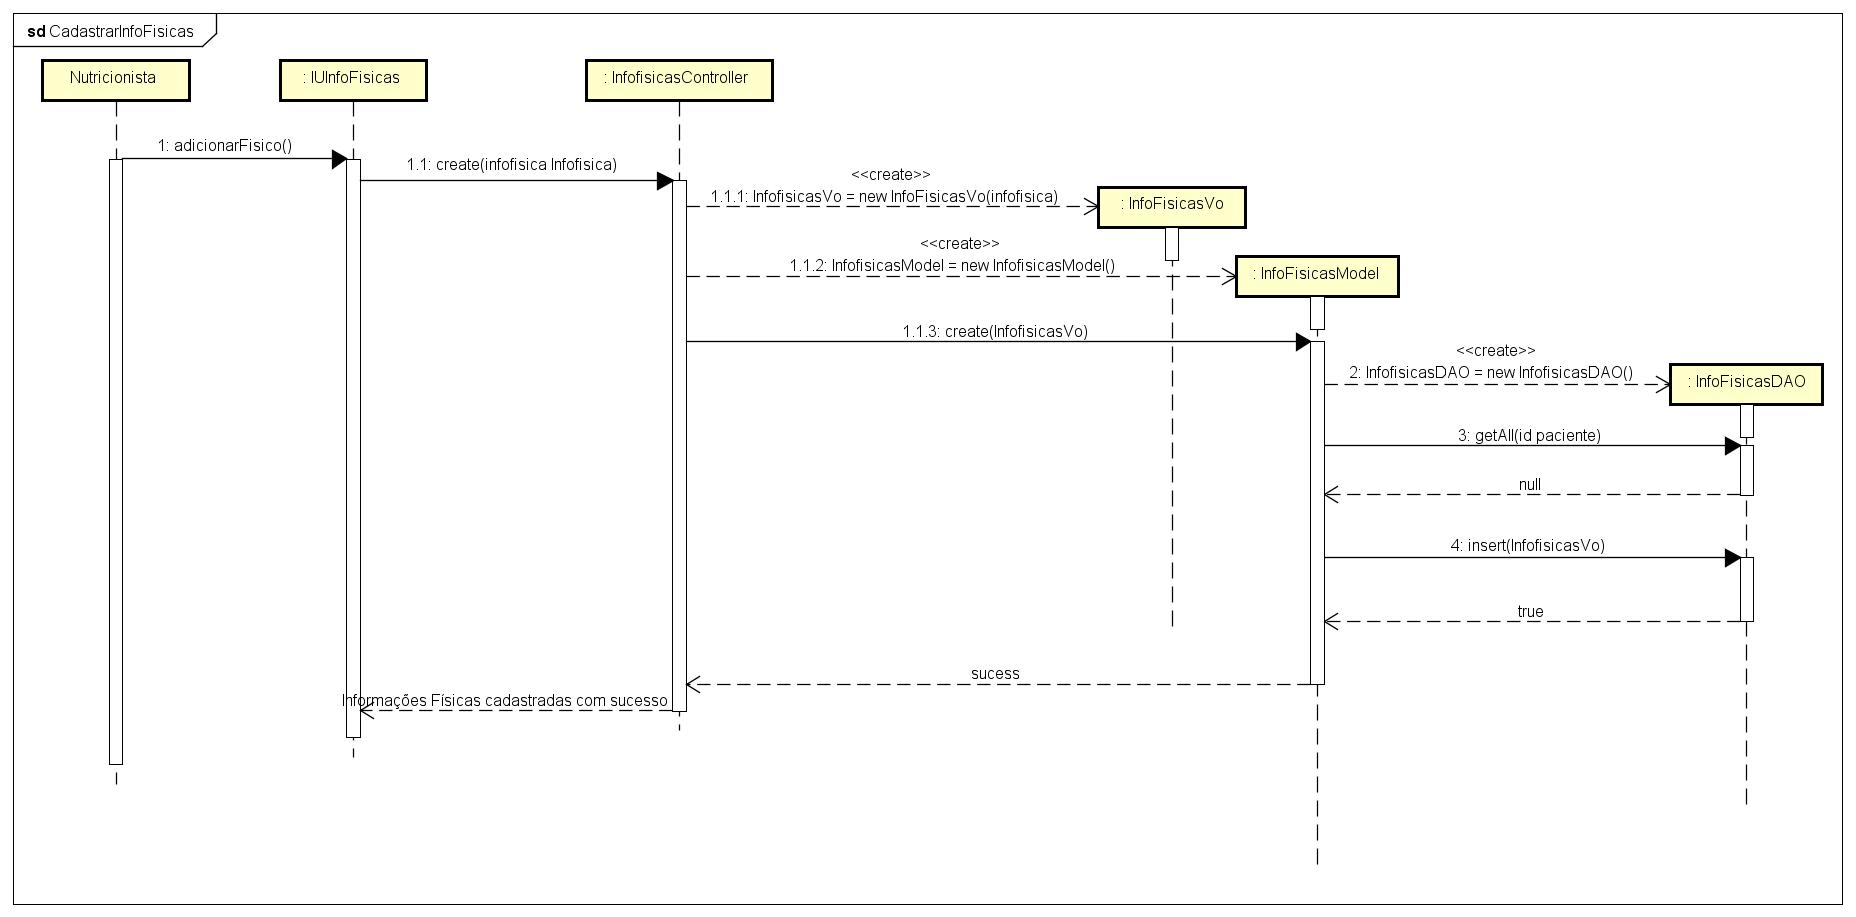 sd CadastrarInfoFisicas
Nutricionista
: IUInfoFisicas
: InfofisicasController
1: adicionarFisico()
1.1: create(infofisica Infofisica)
<<create>>
1.1.1: InfofisicasVo = new InfoFisicasVo(infofisica)
: InfoFisicasVo
<<create>>
1.1.2: InfofisicasModel = new InfofisicasModel()
: InfoFisicasModel
1.1.3: create(InfofisicasVo)
<<create>>
2: InfofisicasDAO = new InfofisicasDAO()
: InfoFisicasDAO
3: getAll(id paciente)
null
4: insert(InfofisicasVo)
true
sucess
Informações Físicas cadastradas com sucesso